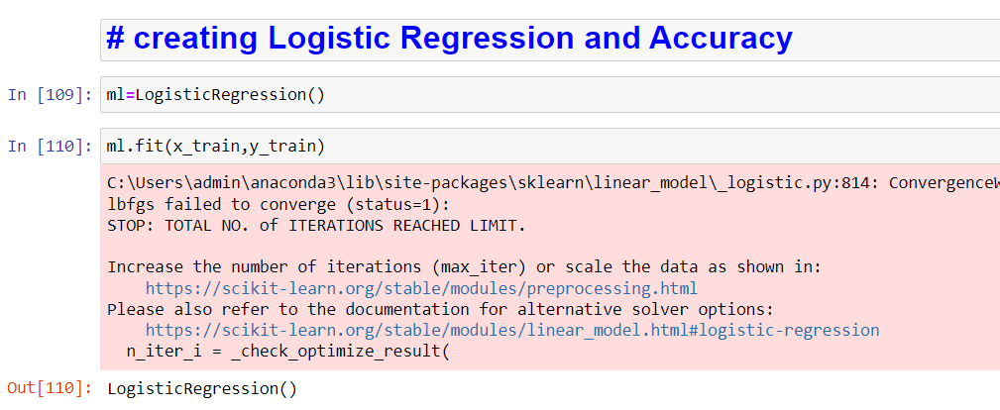 # creating Logistic Regression and Accuracy
In [109]: ml=LogisticRegression()
In [110]: ml.fit(x_train,y_train)
C:\Users\admin\anaconda3\lib\site-packages\sklearn\linear_model\_logistic.py:814: ConvergenceW
lbfgs failed to converge (status=1):
STOP: TOTAL NO. of ITERATIONS REACHED LIMIT.
Increase the number of iterations (max_iter) or scale the data as shown in:
https://scikit-learn.org/stable/modules/preprocessing.html
Please also refer to the documentation for alternative solver options:
https://scikit-learn.org/stable/modules/linear_model.html#logistic-regression
n_iter_i = _check_optimize_result(
Out[110]: LogisticRegression()